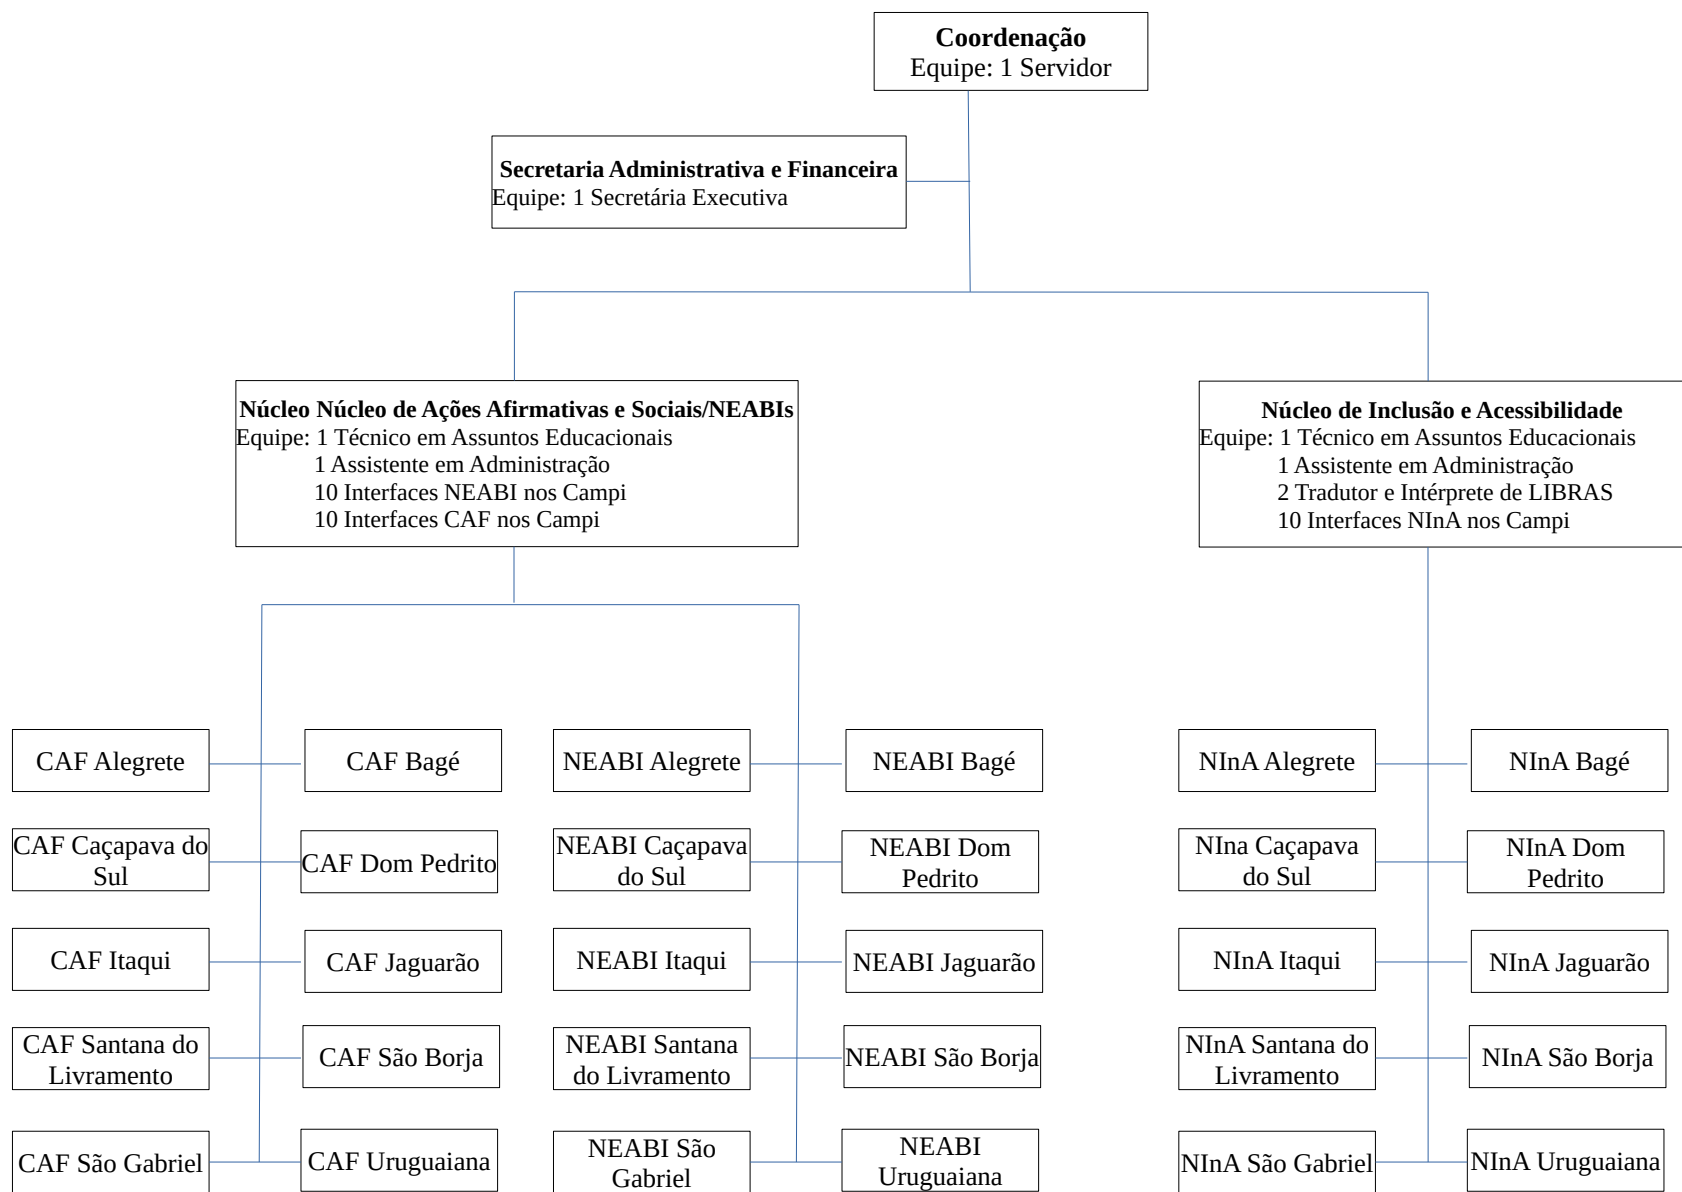 Coordenação
Equipe: 1 Servidor
Secretaria Administrativa e Financeira
Equipe: 1 Secretária Executiva
Núcleo Núcleo de Ações Afirmativas e Sociais/NEABIs
Equipe: 1 Técnico em Assuntos Educacionais
1 Assistente em Administração
10 Interfaces NEABI nos Campi
10 Interfaces CAF nos Campi
Núcleo de Inclusão e Acessibilidade
Equipe: 1 Técnico em Assuntos Educacionais
1 Assistente em Administração
2 Tradutor e Intérprete de LIBRAS
10 Interfaces NInA nos Campi
CAF Alegrete
CAF Bagé
NEABI Alegrete
NEABI Bagé
NInA Alegrete
NInA Bagé
CAF Caçapava do
Sul
CAF Dom Pedrito
NEABI Caçapava
do Sul
NEABI Dom
Pedrito
NIna Caçapava
do Sul
NInA Dom
Pedrito
CAF Itaqui
CAF Jaguarão
NEABI Itaqui
NEABI Jaguarão
NInA Itaqui
NInA Jaguarão
CAF Santana do
Livramento
CAF São Borja
NEABI Santana
do Livramento
NEABI São Borja
NInA Santana do
Livramento
NInA São Borja
CAF São Gabriel
CAF Uruguaiana
NEABI São
Gabriel
NEABI
Uruguaiana
NInA São Gabriel
NInA Uruguaiana